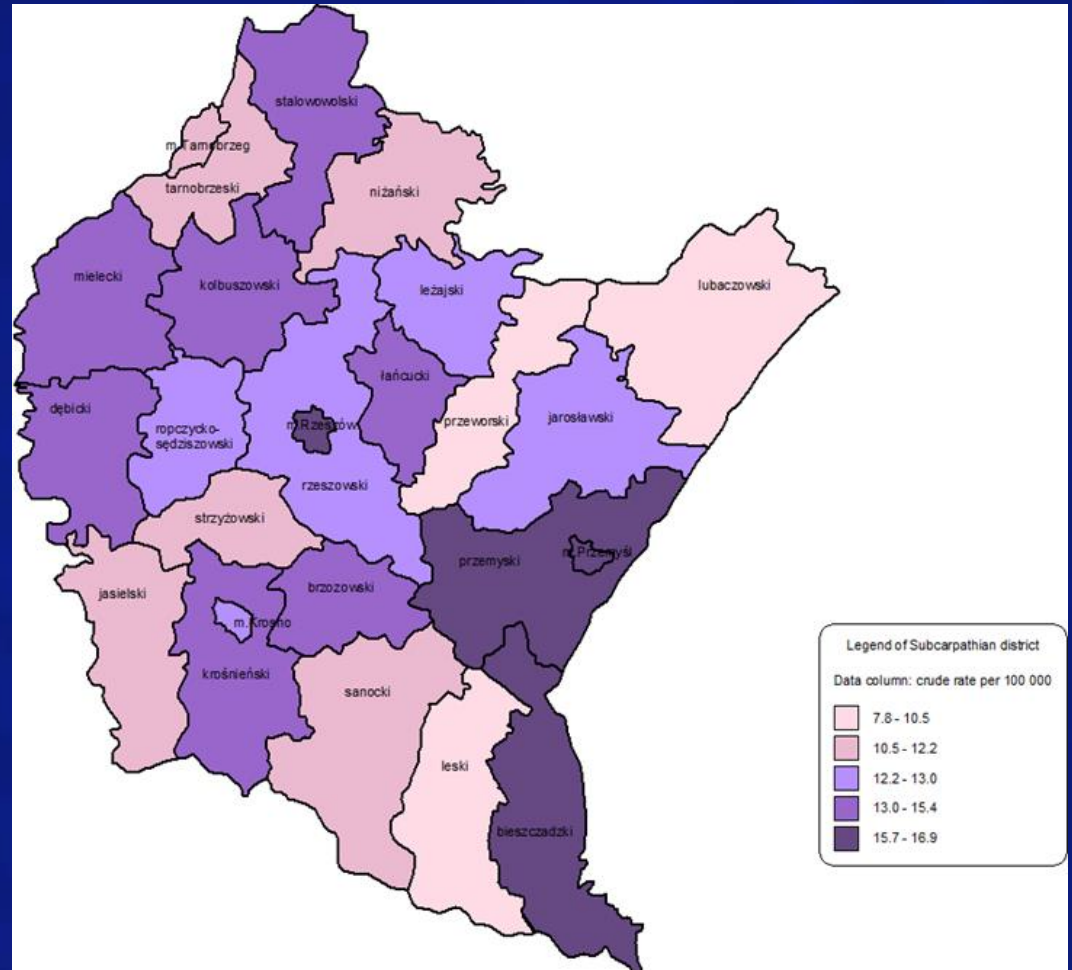 stalowowolski
m.Tarnobrzeg
tarnobrzeski
niżański
mielecki
kolbuszowski
leżajski
lubaczowski
łańcucki
dębicki
przeworski
jarosławski
ropczycko-
sędziszowski
m.Rzeszów
rzeszowski
strzyżowski
przemyski
m.Przemyśl
jasielski
brzozowski
m.Krosno
krośnieński
sanocki
leski
bieszczadzki
Legend of Subcarpathian district
Data column: crude rate per 100 000
7.8 - 10.5
10.5 - 12.2
12.2 - 13.0
13.0 - 15.4
15.7 - 16.9